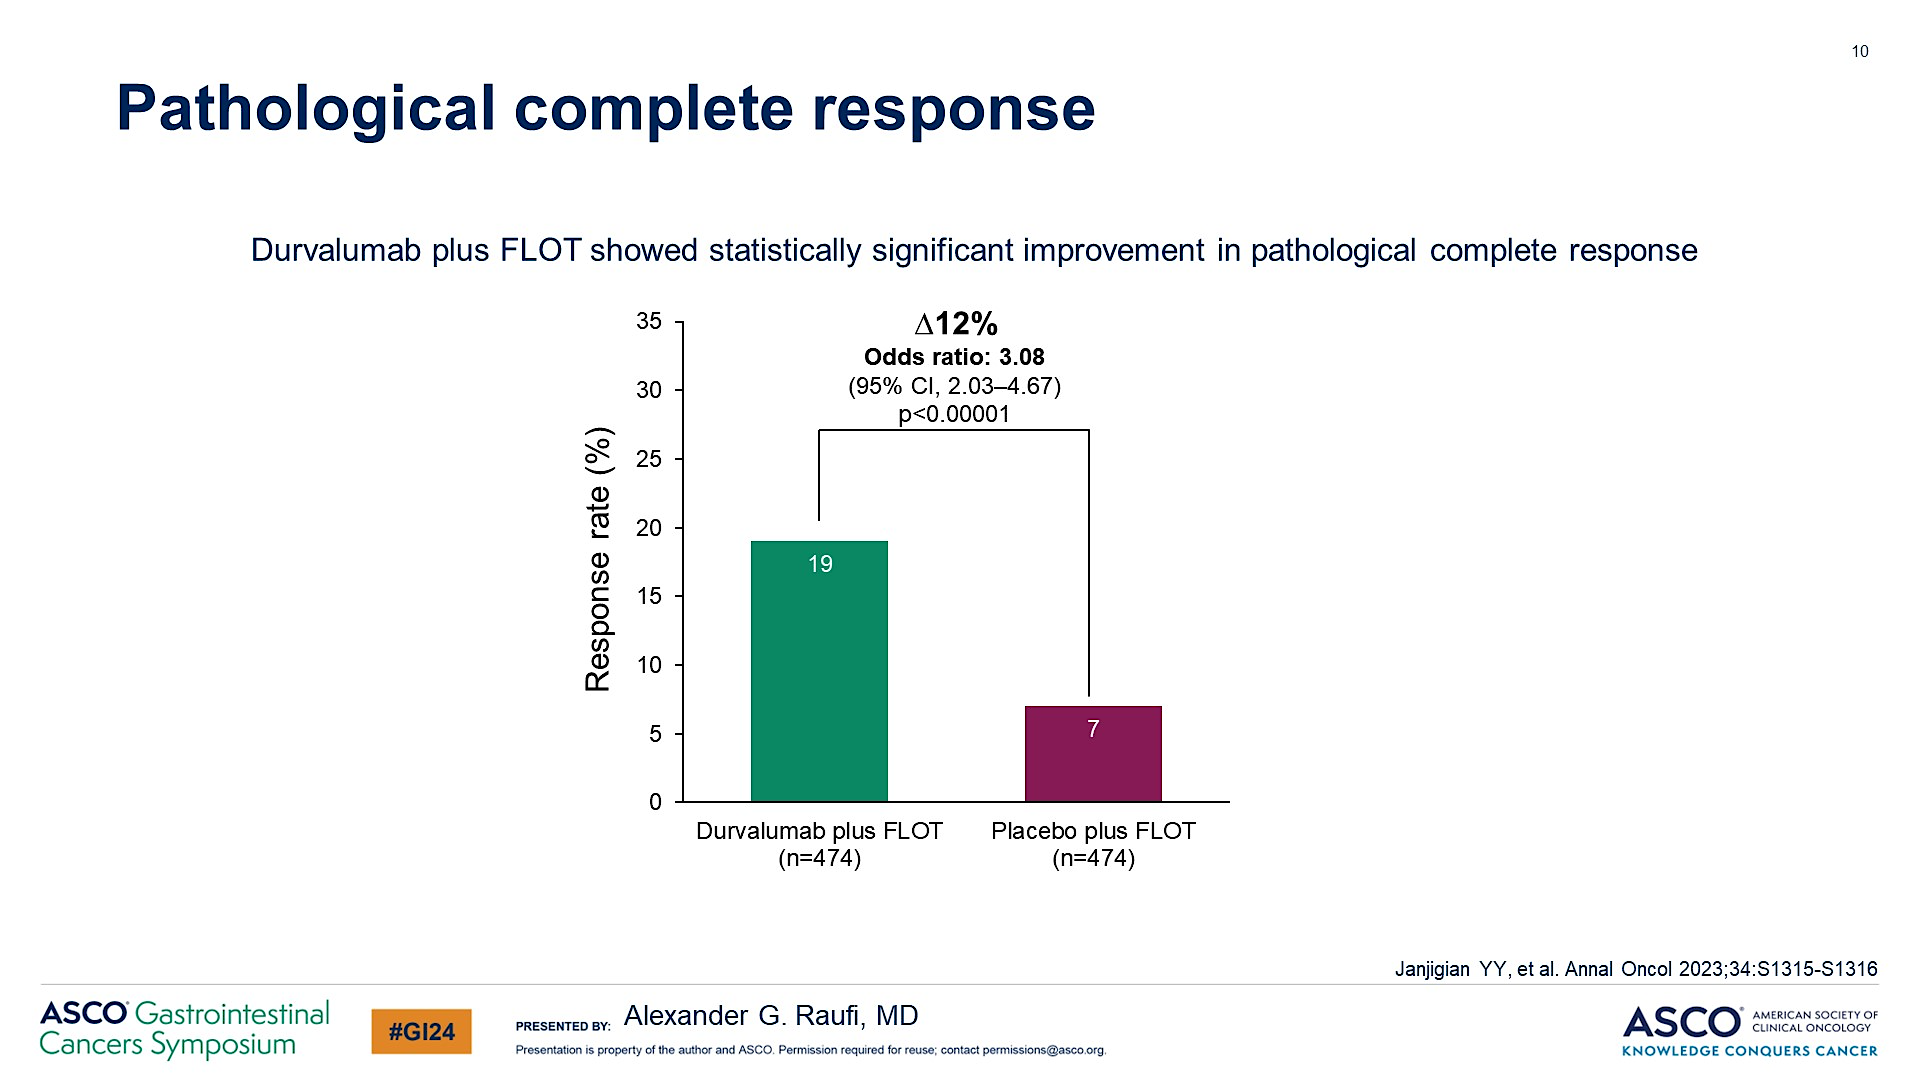 10
Pathological complete response
Durvalumab plus FLOT showed statistically significant improvement in pathological complete response
Δ12%
Odds ratio: 3.08
(95% CI, 2.03–4.67)
p<0.00001
Response rate (%)
35
30
25
20
15
10
5
0
19
7
Durvalumab plus FLOT
(n=474)
Placebo plus FLOT
(n=474)
Janjigian YY, et al. Annal Oncol 2023;34:S1315-S1316
ASCO® Gastrointestinal
Cancers Symposium
#GI24
PRESENTED BY: Alexander G. Raufi, MD
Presentation is property of the author and ASCO. Permission required for reuse; contact permissions@asco.org.
ASCO® AMERICAN SOCIETY OF
CLINICAL ONCOLOGY
KNOWLEDGE CONQUERS CANCER